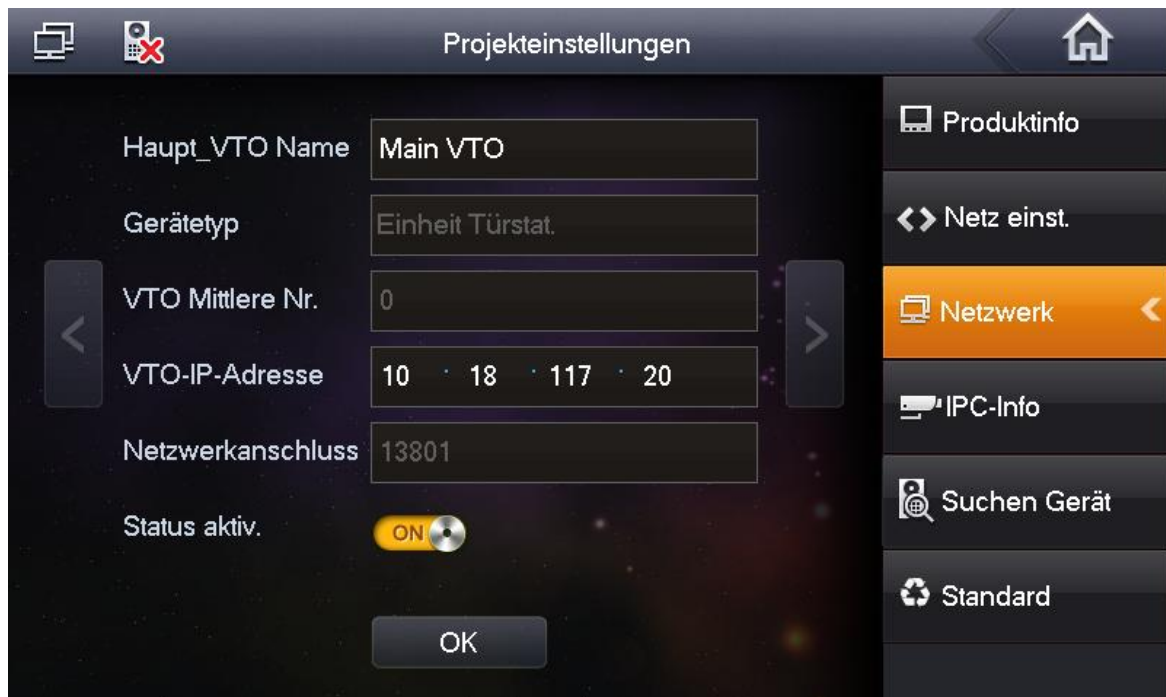 Projekteinstellungen
Haupt_VTO Name Main VTO
Gerätetyp Einheit Türstat.
VTO Mittlere Nr. 0
VTO-IP-Adresse 10 . 18 . 117 . 20
Netzwerkanschluss 13801
Status aktiv. ON
OK
Produktinfo
Netz einst.
Netzwerk
IPC-Info
Suchen Gerät
Standard